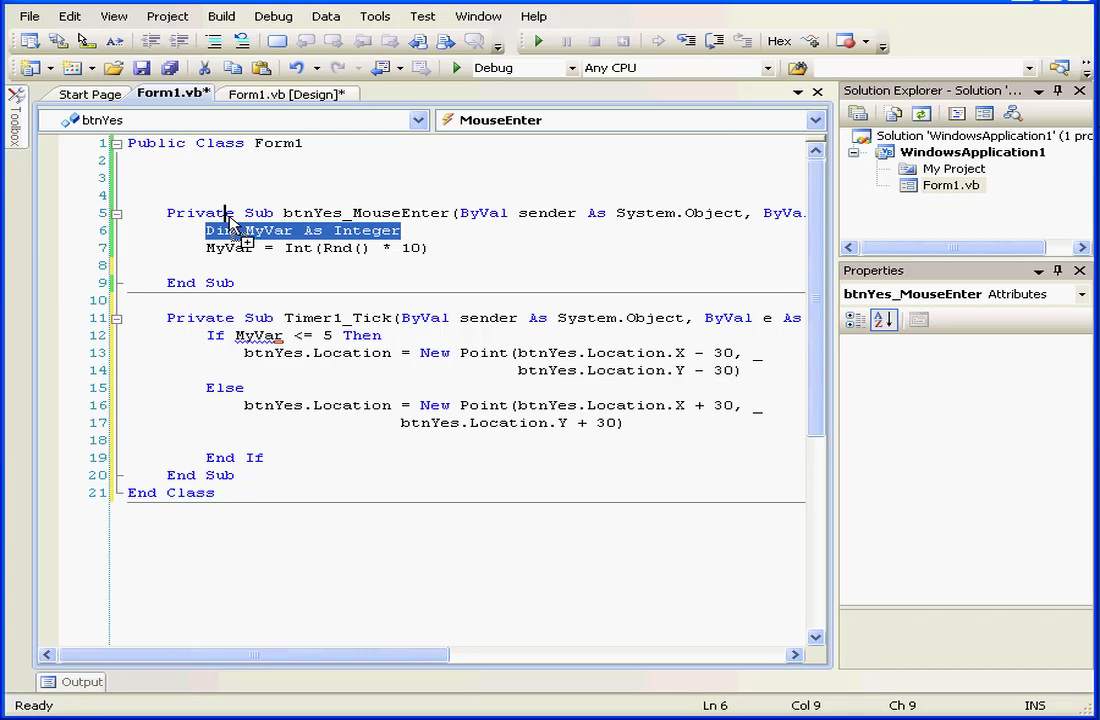 File Edit View Project Build Debug Data Tools Test Window Help
Hex
Debug Any CPU
Start Page Form1.vb* Form1.vb [Design]*
Toolbox
btnYes MouseEnter
1 Public Class Form1
2
3
4
5 Private Sub btnYes_MouseEnter(ByVal sender As System.Object, ByVa
6 Dim MyVar As Integer
7 MyVar = Int(Rnd() * 10)
8
9 End Sub
10
11 Private Sub Timer1_Tick(ByVal sender As System.Object, ByVal e As
12 If MyVar <= 5 Then
13 btnYes.Location = New Point(btnYes.Location.X - 30, _
14 btnYes.Location.Y - 30)
15 Else
16 btnYes.Location = New Point(btnYes.Location.X + 30, _
17 btnYes.Location.Y + 30)
18
19 End If
20 End Sub
21 End Class
Solution Explorer - Solution '...
Solution 'WindowsApplication1' (1 pro
WindowsApplication1
My Project
Form1.vb
Properties
btnYes_MouseEnter Attributes
Output
Ready Ln 6 Col 9 Ch 9 INS